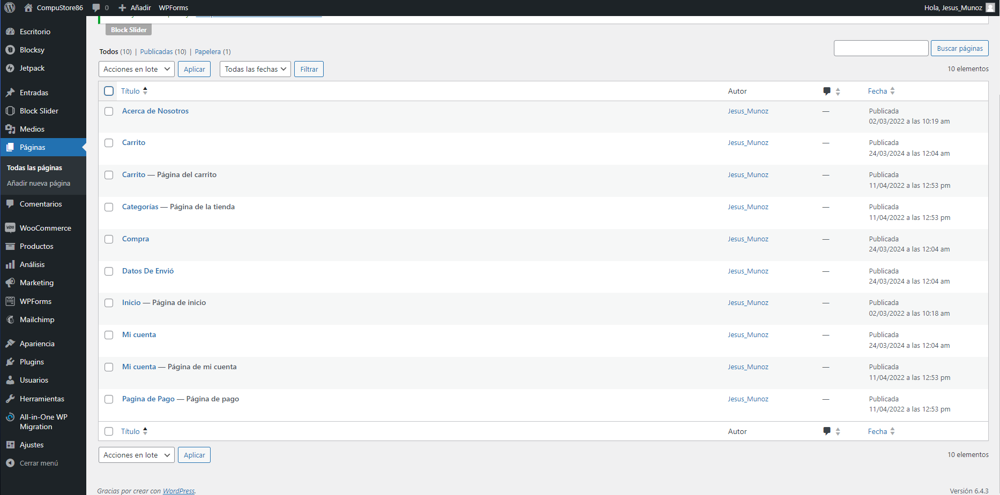 CompuStore86 0 Añadir WPForms Hola, Jesus_Munoz
Escritorio
Blocksy
Jetpack
Entradas
Block Slider
Medios
Páginas
Todas las páginas
Añadir nueva página
Comentarios
WooCommerce
Productos
Análisis
Marketing
WPForms
Mailchimp
Apariencia
Plugins
Usuarios
Herramientas
All-in-One WP
Migration
Ajustes
Cerrar menú
Block Slider
Todos (10) | Publicadas (10) | Papelera (1)
Buscar páginas
Acciones en lote Aplicar Todas las fechas Filtrar 10 elementos
Título Autor Fecha
Acerca de Nosotros Jesus_Munoz — Publicada
02/03/2022 a las 10:19 am
Carrito Jesus_Munoz — Publicada
24/03/2024 a las 12:04 am
Carrito — Página del carrito Jesus_Munoz — Publicada
11/04/2022 a las 12:53 pm
Categorías — Página de la tienda Jesus_Munoz — Publicada
11/04/2022 a las 12:53 pm
Compra Jesus_Munoz — Publicada
24/03/2024 a las 12:04 am
Datos De Envió Jesus_Munoz — Publicada
24/03/2024 a las 12:04 am
Inicio — Página de inicio Jesus_Munoz — Publicada
02/03/2022 a las 10:18 am
Mi cuenta Jesus_Munoz — Publicada
24/03/2024 a las 12:04 am
Mi cuenta — Página de mi cuenta Jesus_Munoz — Publicada
11/04/2022 a las 12:53 pm
Pagina de Pago — Página de pago Jesus_Munoz — Publicada
11/04/2022 a las 12:53 pm
Título Autor Fecha
Acciones en lote Aplicar 10 elementos
Gracias por crear con WordPress. Versión 6.4.3